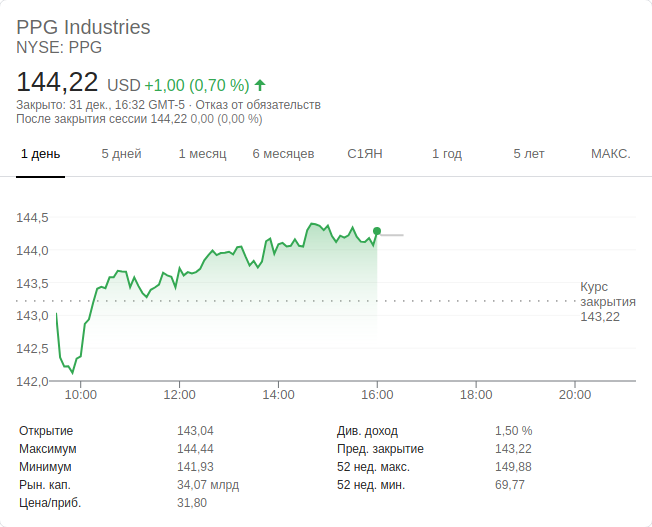 PPG Industries
NYSE: PPG
144,22 USD +1,00 (0,70 %)
Закрыто: 31 дек., 16:32 GMT-5 · Отказ от обязательств
После закрытия сессии 144,22 0,00 (0,00 %)
1 день 5 дней 1 месяц 6 месяцев С1ЯН 1 год 5 лет МАКС.
144,5
144,0
143,5
143,0
142,5
142,0
Курс
закрытия
143,22
10:00 12:00 14:00 16:00 18:00 20:00
Открытие 143,04 Див. доход 1,50 %
Максимум 144,44 Пред. закрытие 143,22
Минимум 141,93 52 нед. макс. 149,88
Рын. кап. 34,07 млрд 52 нед. мин. 69,77
Цена/приб. 31,80